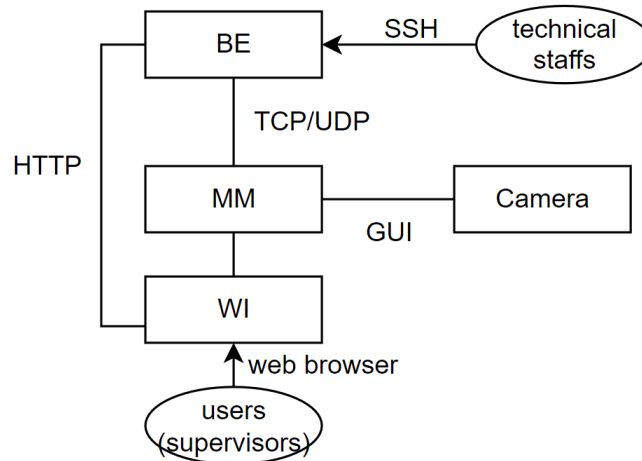 BE
SSH
technical
staffs
TCP/UDP
HTTP
MM
Camera
GUI
WI
web browser
users
(supervisors)